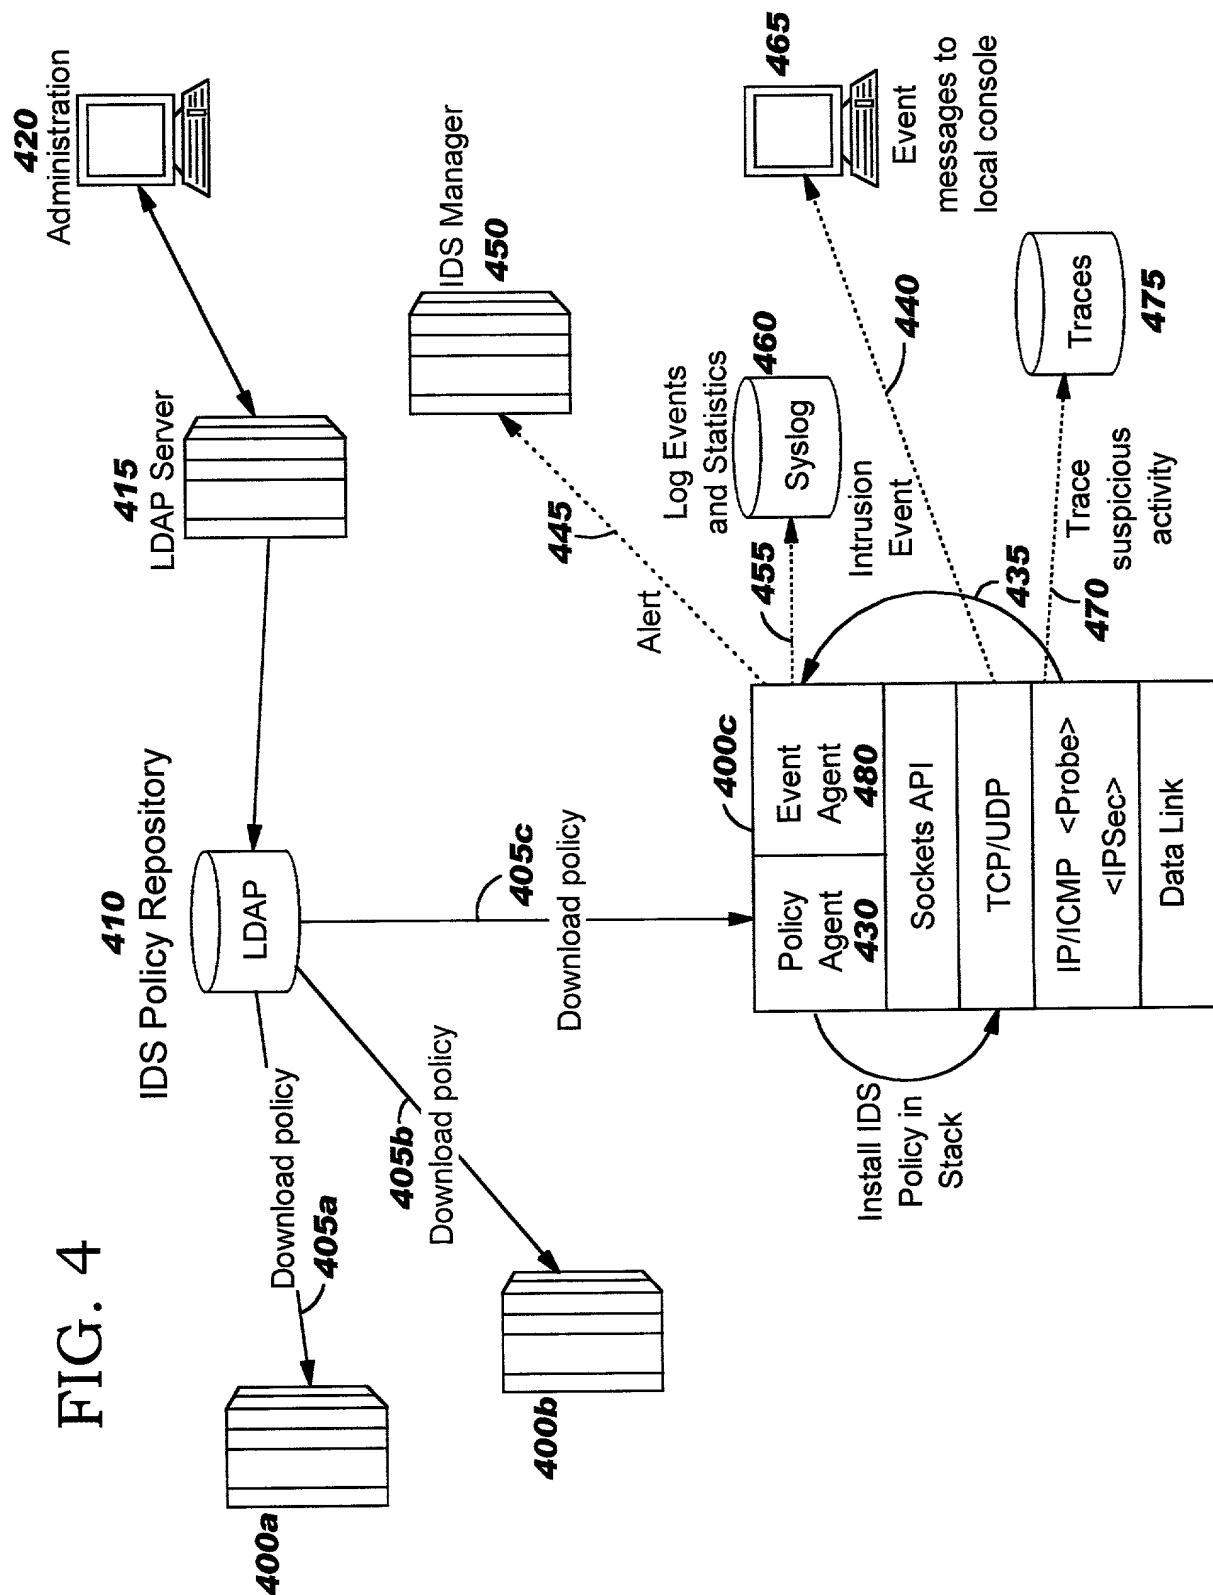 FIG. 4
410
IDS Policy Repository
LDAP
415
LDAP Server
420
Administration
Download policy
405a
400a
405b
Download policy
400b
405c
Download policy
IDS Manager
450
445
Alert
Log Events
and Statistics
460
Syslog
455
Intrusion
Event
440
465
Event
messages to
local console
400c
Policy
Agent
430
Event
Agent
480
Sockets API
TCP/UDP
IP/ICMP <Probe>
<IPSec>
Data Link
Install IDS
Policy in
Stack
435
470
Trace
suspicious
activity
Traces
475